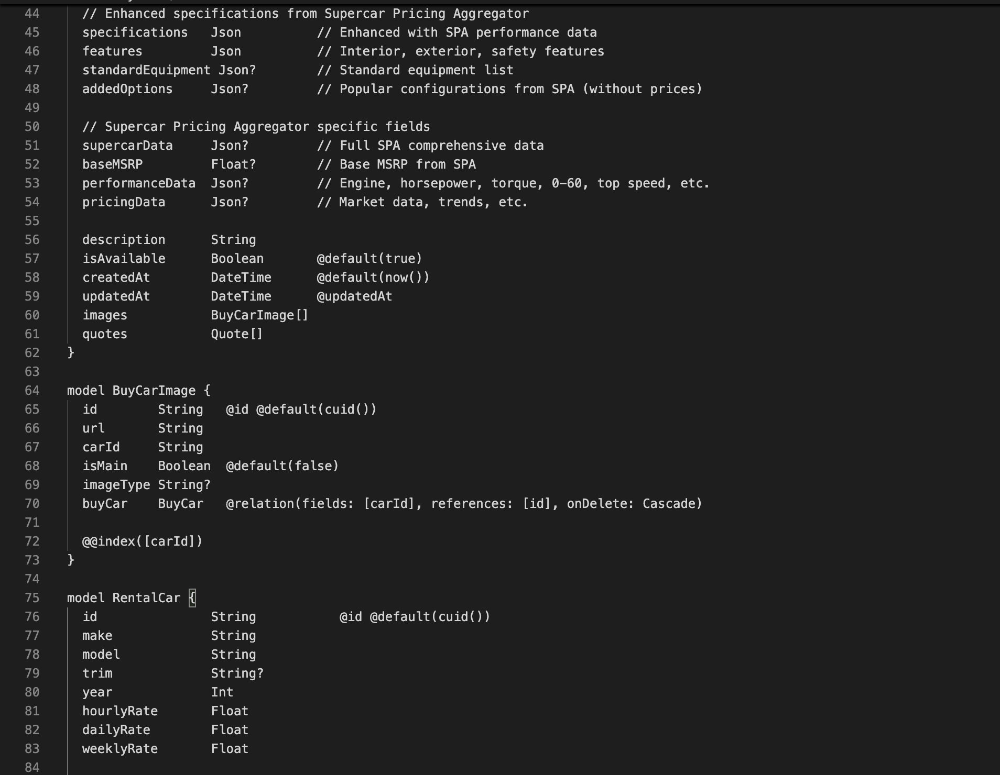 44 // Enhanced specifications from Supercar Pricing Aggregator
45 specifications Json // Enhanced with SPA performance data
46 features Json // Interior, exterior, safety features
47 standardEquipment Json? // Standard equipment list
48 addedOptions Json? // Popular configurations from SPA (without prices)
49
50 // Supercar Pricing Aggregator specific fields
51 supercarData Json? // Full SPA comprehensive data
52 baseMSRP Float? // Base MSRP from SPA
53 performanceData Json? // Engine, horsepower, torque, 0-60, top speed, etc.
54 pricingData Json? // Market data, trends, etc.
55
56 description String
57 isAvailable Boolean @default(true)
58 createdAt DateTime @default(now())
59 updatedAt DateTime @updatedAt
60 images BuyCarImage[]
61 quotes Quote[]
62 }
63
64 model BuyCarImage {
65 id String @id @default(cuid())
66 url String
67 carId String
68 isMain Boolean @default(false)
69 imageType String?
70 buyCar BuyCar @relation(fields: [carId], references: [id], onDelete: Cascade)
71
72 @@index([carId])
73 }
74
75 model RentalCar {
76 id String @id @default(cuid())
77 make String
78 model String
79 trim String?
80 year Int
81 hourlyRate Float
82 dailyRate Float
83 weeklyRate Float
84